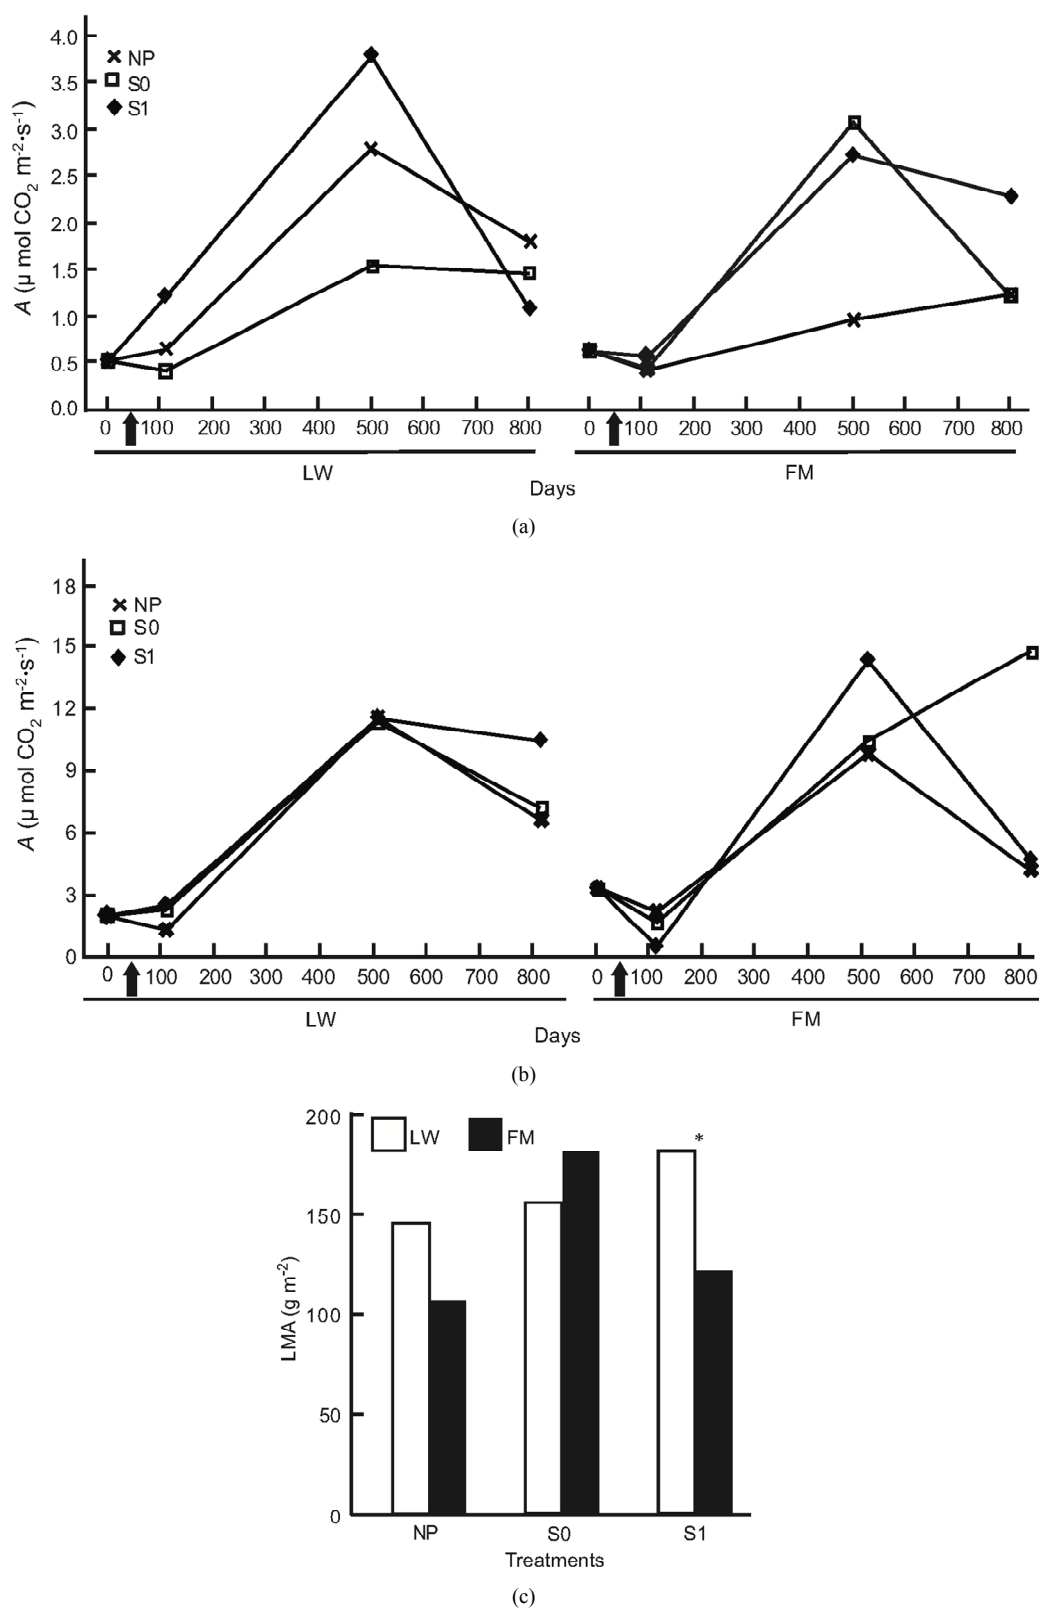 4.0
3.5
3.0
2.5
2.0
1.5
1.0
0.5
0.0
A (μ mol CO2 m-2•s-1)
NP
S0
S1
0 100 200 300 400 500 600 700 800 0 100 200 300 400 500 600 700 800
LW FM
Days
(a)
18
15
12
9
6
3
0
A (μ mol CO2 m-2•s-1)
NP
S0
S1
0 100 200 300 400 500 600 700 800 0 100 200 300 400 500 600 700 800
LW FM
Days
(b)
200
150
100
50
0
LMA (g m-2)
LW FM *
NP S0 S1
Treatments
(c)